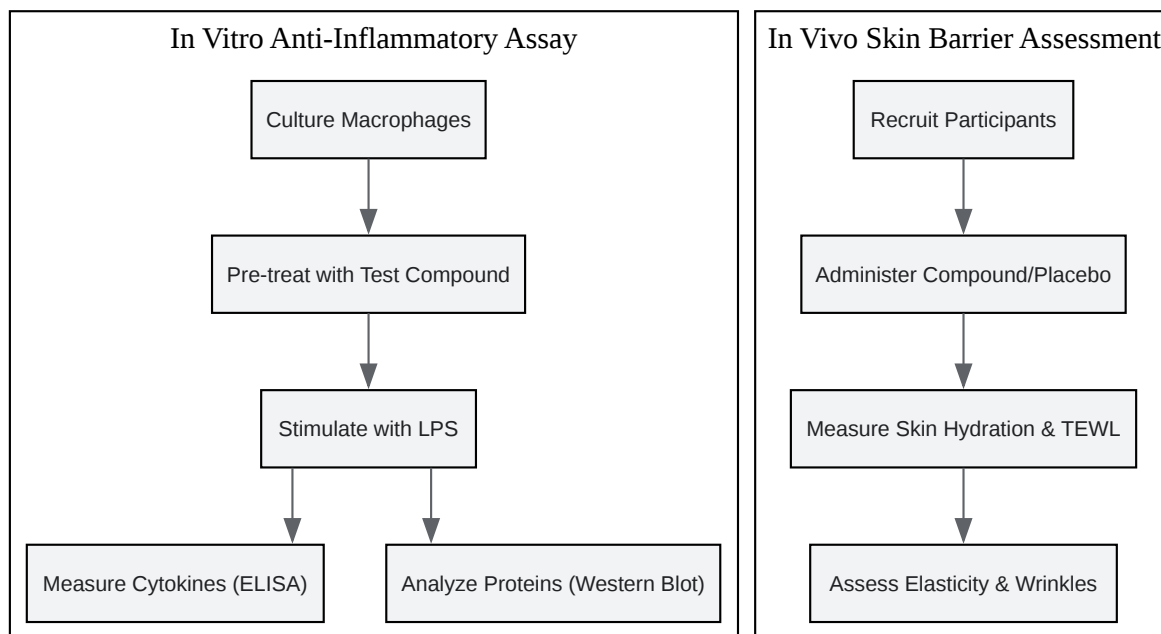 In Vitro Anti-Inflammatory Assay
Culture Macrophages
Pre-treat with Test Compound
Stimulate with LPS
Measure Cytokines (ELISA)
Analyze Proteins (Western Blot)
In Vivo Skin Barrier Assessment
Recruit Participants
Administer Compound/Placebo
Measure Skin Hydration & TEWL
Assess Elasticity & Wrinkles